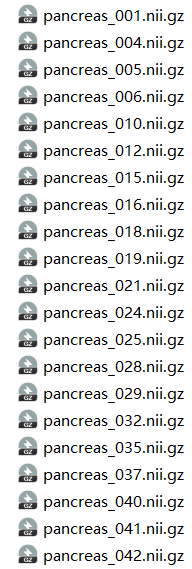 pancreas_001.nii.gz
pancreas_004.nii.gz
pancreas_005.nii.gz
pancreas_006.nii.gz
pancreas_010.nii.gz
pancreas_012.nii.gz
pancreas_015.nii.gz
pancreas_016.nii.gz
pancreas_018.nii.gz
pancreas_019.nii.gz
pancreas_021.nii.gz
pancreas_024.nii.gz
pancreas_025.nii.gz
pancreas_028.nii.gz
pancreas_029.nii.gz
pancreas_032.nii.gz
pancreas_035.nii.gz
pancreas_037.nii.gz
pancreas_040.nii.gz
pancreas_041.nii.gz
pancreas_042.nii.gz